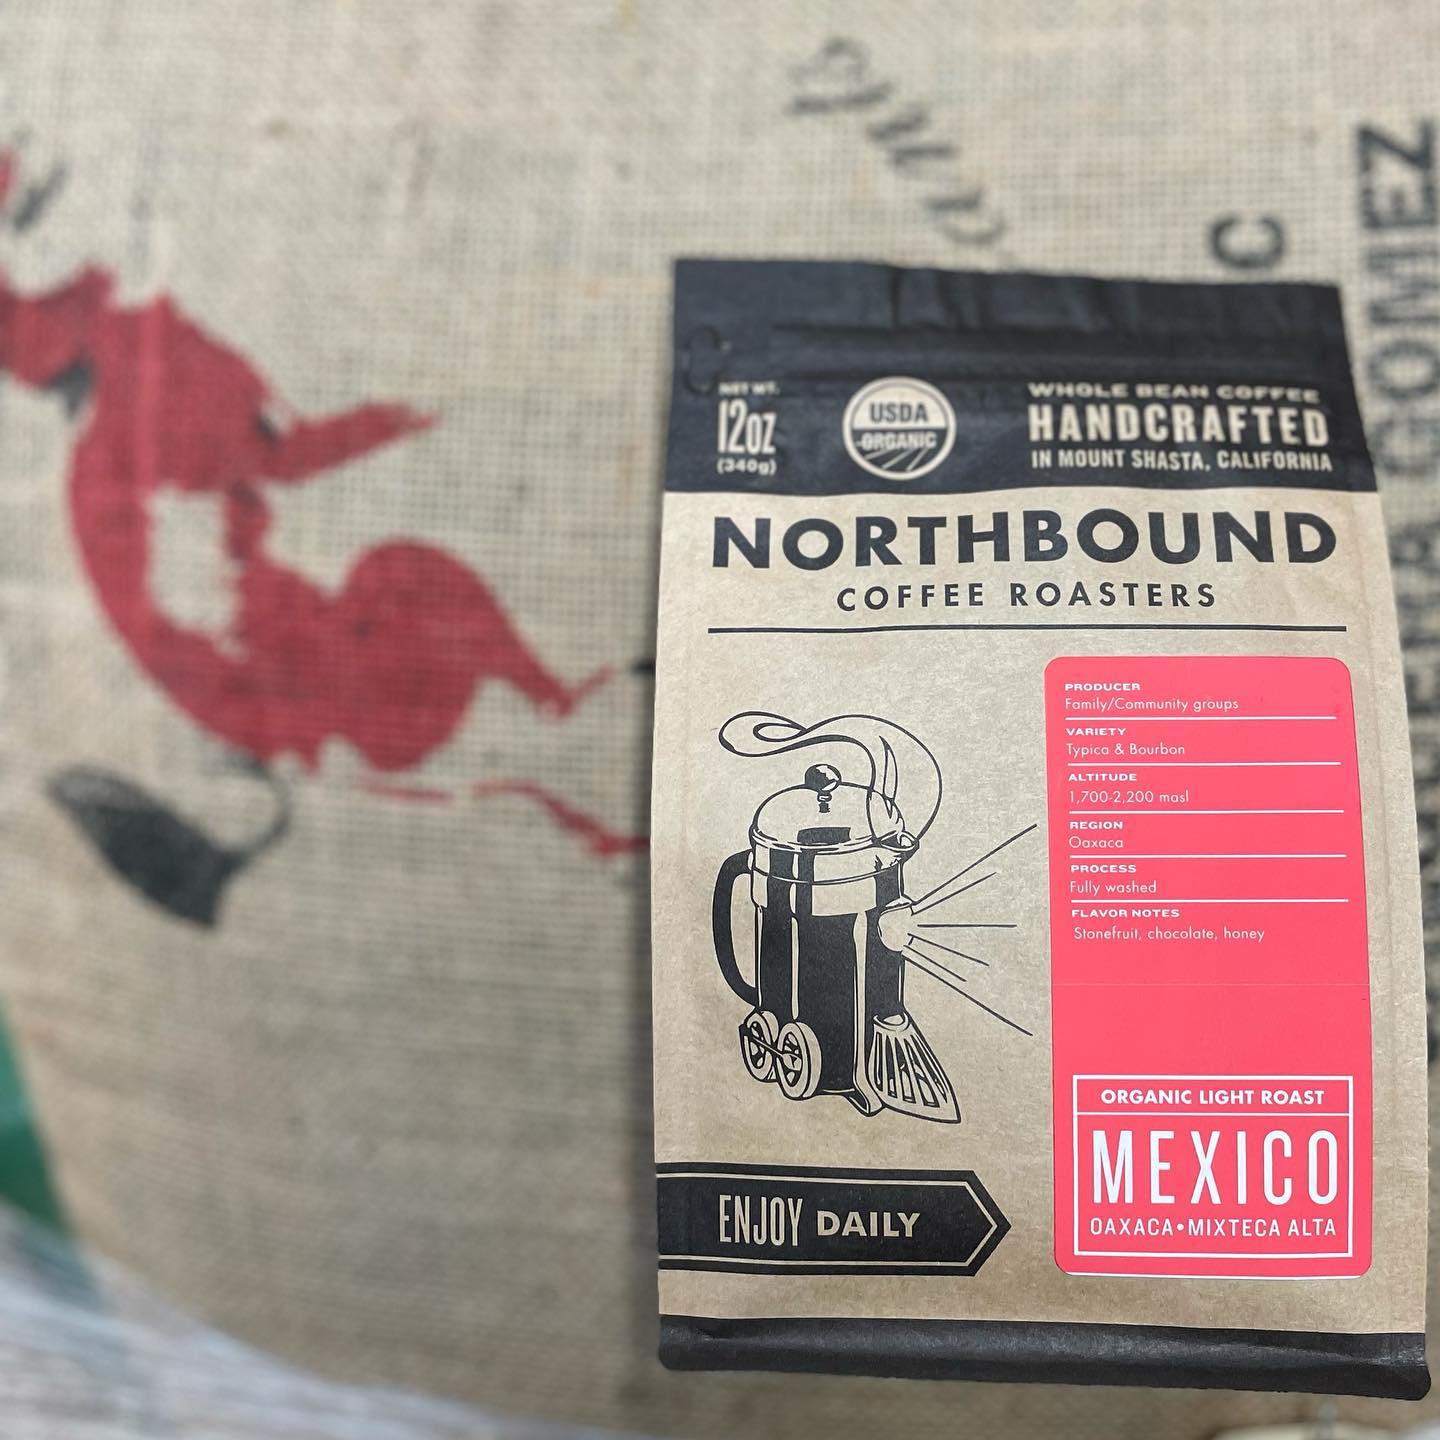 NET WT.
12oz
(340g)
USDA
ORGANIC
WHOLE BEAN COFFEE
HANDCRAFTED
IN MOUNT SHASTA, CALIFORNIA
NORTHBOUND
COFFEE ROASTERS
PRODUCER
Family/Community groups
VARIETY
Typica & Bourbon
ALTITUDE
1,700-2,200 masl
REGION
Oaxaca
PROCESS
Fully washed
FLAVOR NOTES
Stonefruit, chocolate, honey
ORGANIC LIGHT ROAST
MEXICO
OAXACA•MIXTECA ALTA
ENJOY DAILY
C
GOMEZ